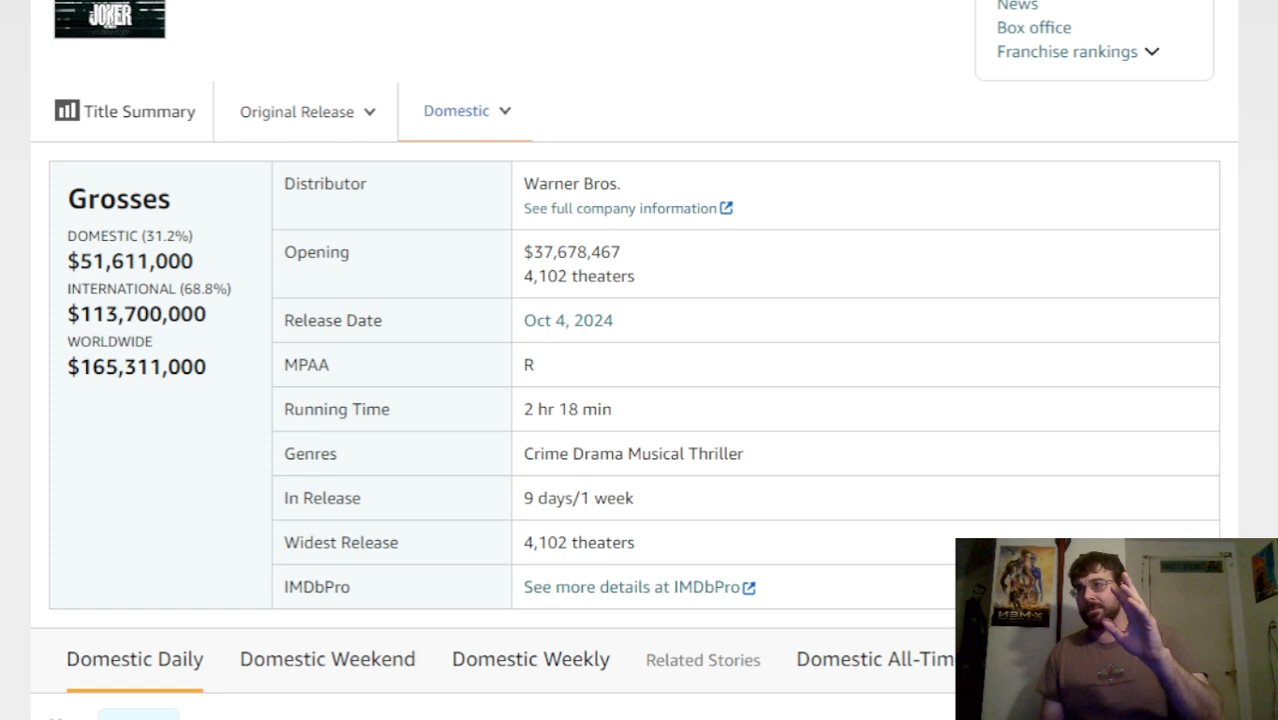 JOKER
News
Box office
Franchise rankings
Title Summary
Original Release
Domestic
Grosses
DOMESTIC (31.2%)
$51,611,000
INTERNATIONAL (68.8%)
$113,700,000
WORLDWIDE
$165,311,000
Distributor
Warner Bros.
See full company information
Opening
$37,678,467
4,102 theaters
Release Date
Oct 4, 2024
MPAA
R
Running Time
2 hr 18 min
Genres
Crime Drama Musical Thriller
In Release
9 days/1 week
Widest Release
4,102 theaters
IMDbPro
See more details at IMDbPro
Domestic Daily
Domestic Weekend
Domestic Weekly
Related Stories
Domestic All-Tim